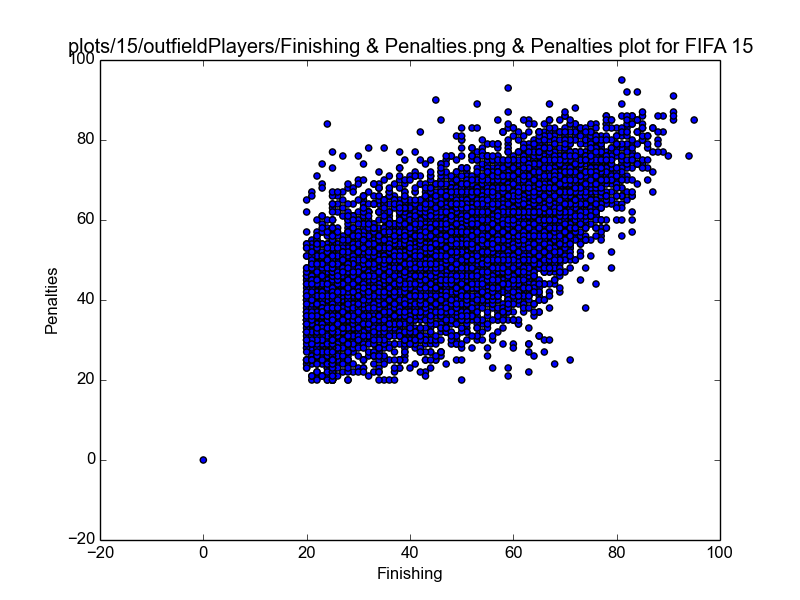 plots/15/outfieldPlayers/Finishing & Penalties.png & Penalties plot for FIFA 15
100
80
60
40
20
0
−20
Penalties
−20 0 20 40 60 80 100
Finishing